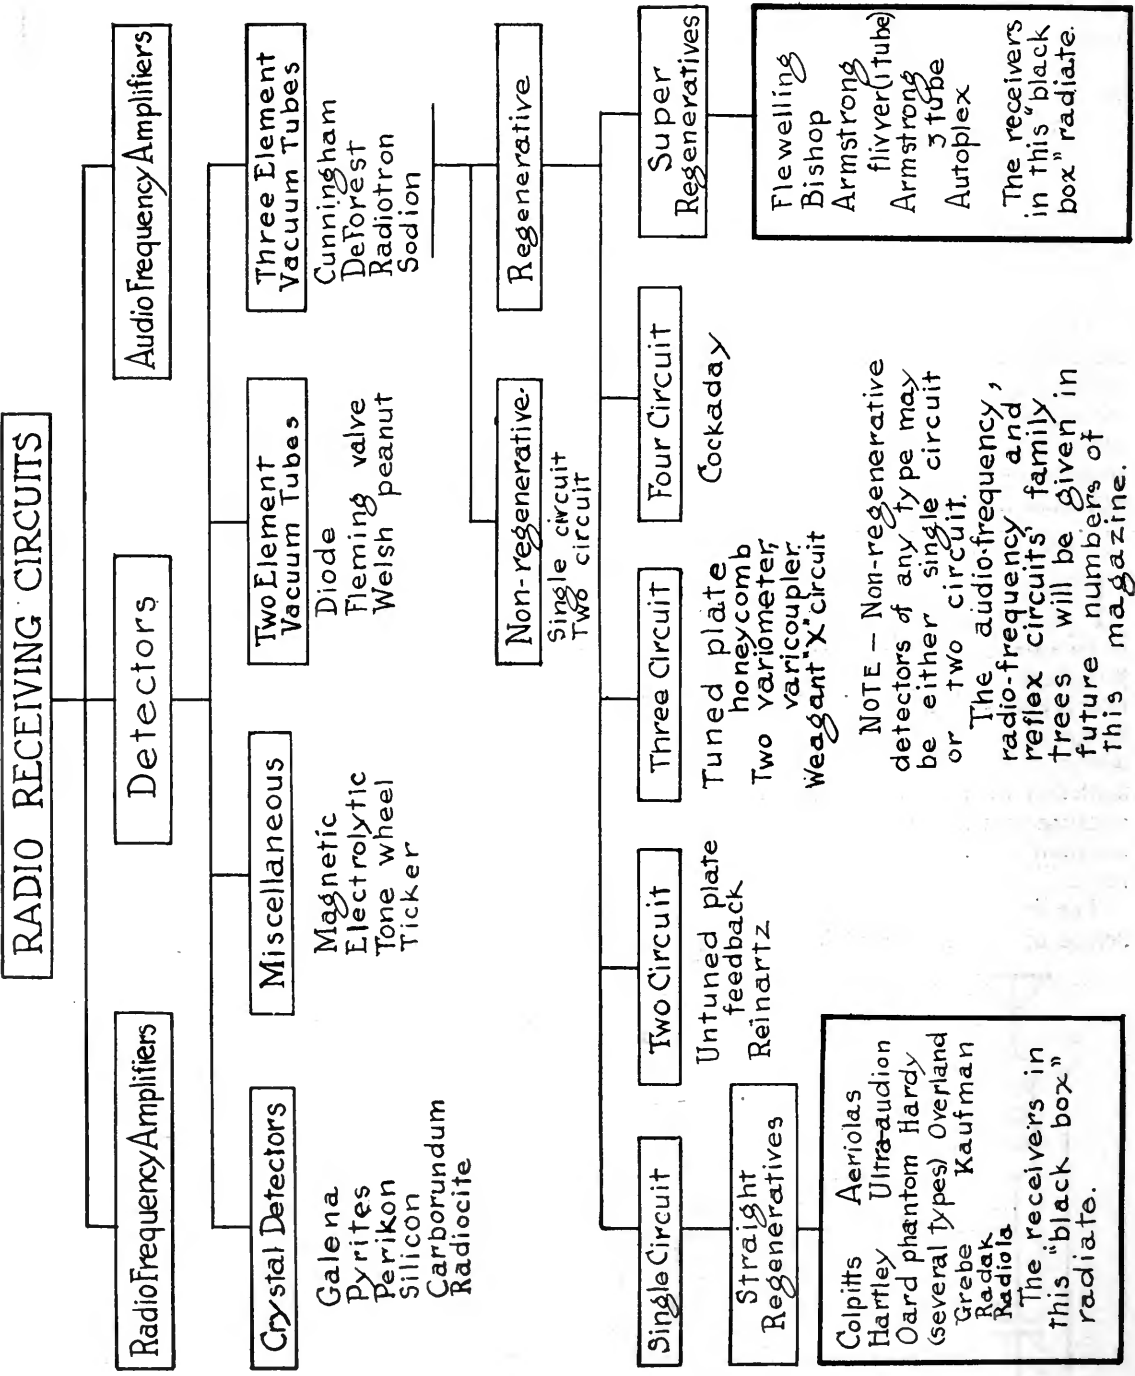 RADIO RECEIVING CIRCUITS
Radio Frequency Amplifiers
Detectors
Audio Frequency Amplifiers
Crystal Detectors
Galena
Pyrites
Perikon
Silicon
Carborundum
Radiocite
Miscellaneous
Magnetic
Electrolytic
Tone wheel
Ticker
Two Element
Vacuum Tubes
Diode
Fleming valve
Welsh peanut
Three Element
Vacuum Tubes
Cunningham
DeForest
Radiotron
Sodion
Non-regenerative
Single circuit
Two circuit
Regenerative
Single Circuit
Straight
Regeneratives
Colpitts Aeriolas
Hartley Ultra-audion
Oard phantom Hardy
(several types) Overland
Grebe Kaufman
Radak
Radiola
The receivers in
this "black box"
radiate.
Two Circuit
Untuned plate
feedback
Reinartz
Three Circuit
Tuned plate
honeycomb
Two variometer,
varicoupler.
Weagant "X" circuit
Four Circuit
Cockaday
Super
Regeneratives
Flewelling
Bishop
Armstrong
flivver (1 tube)
Armstrong
3 tube
Autoplex
The receivers
in this "black
box" radiate.
NOTE — Non-regenerative
detectors of any type may
be either single circuit
or two circuit.
The audio-frequency,
radio-frequency and
reflex circuits' family
trees will be given in
future numbers of
this magazine.